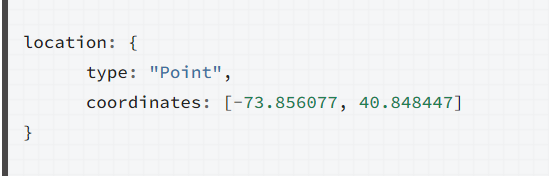 location: {
type: "Point",
coordinates: [-73.856077, 40.848447]
}